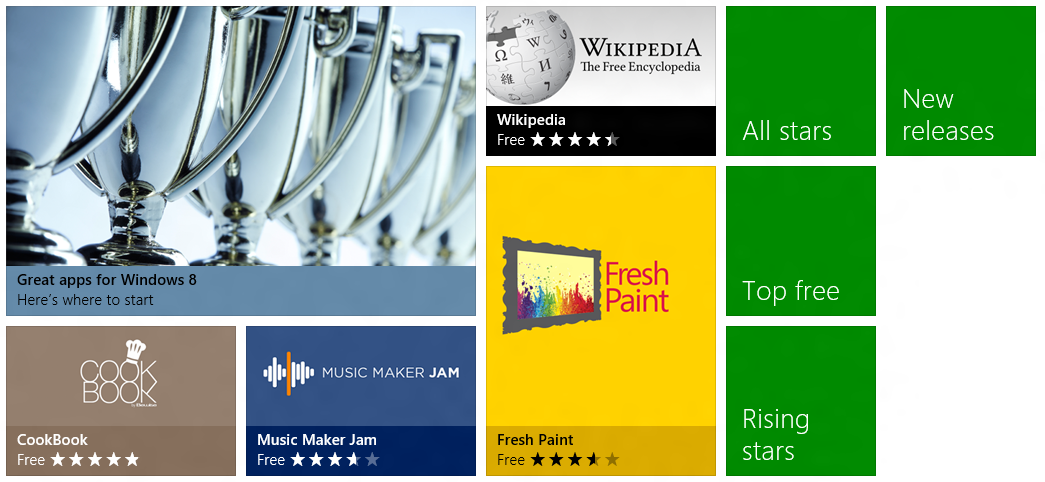 Great apps for Windows 8
Here's where to start
Ω W И 維
WIKIPEDIA
The Free Encyclopedia
Wikipedia
Free
All stars
New
releases
Fresh
Paint
Fresh Paint
Free
Top free
COOK
BOOK
CookBook
Free
MUSIC MAKER JAM
Music Maker Jam
Free
Rising
stars